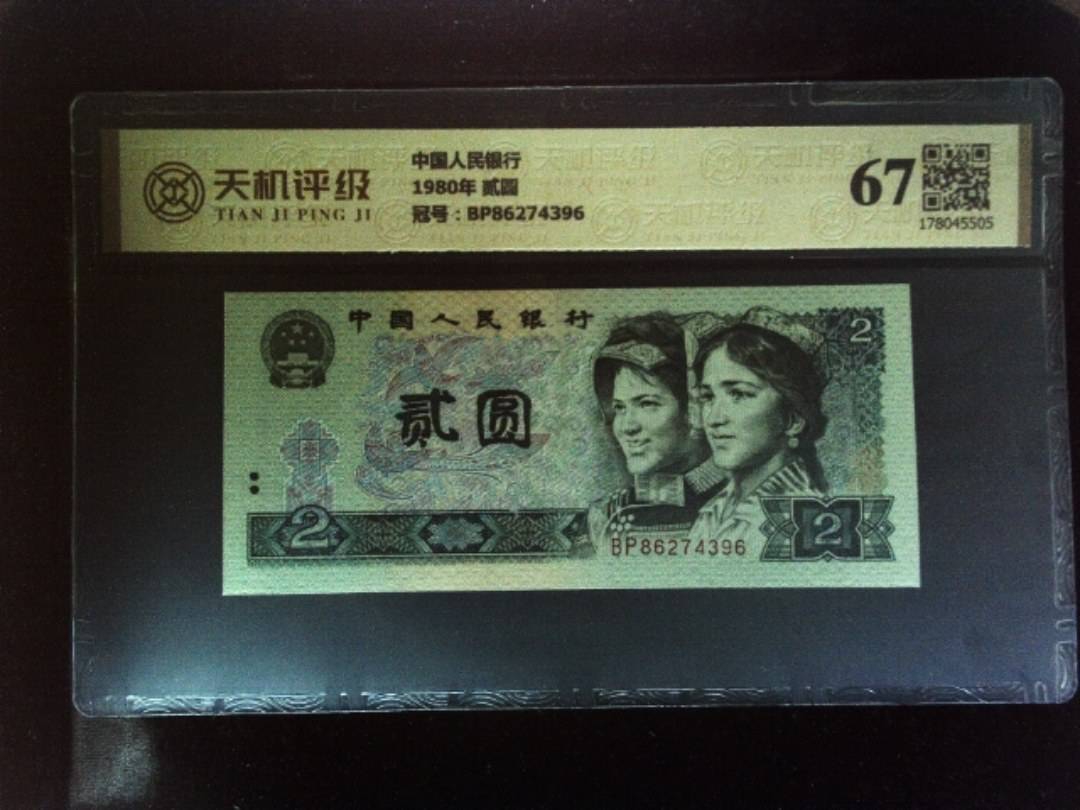 天机评级
TIAN JI PING JI
中国人民银行
1980年 贰圆
冠号：BP86274396
67
178045505
中国人民银行
2
贰圆
2
BP86274396
2